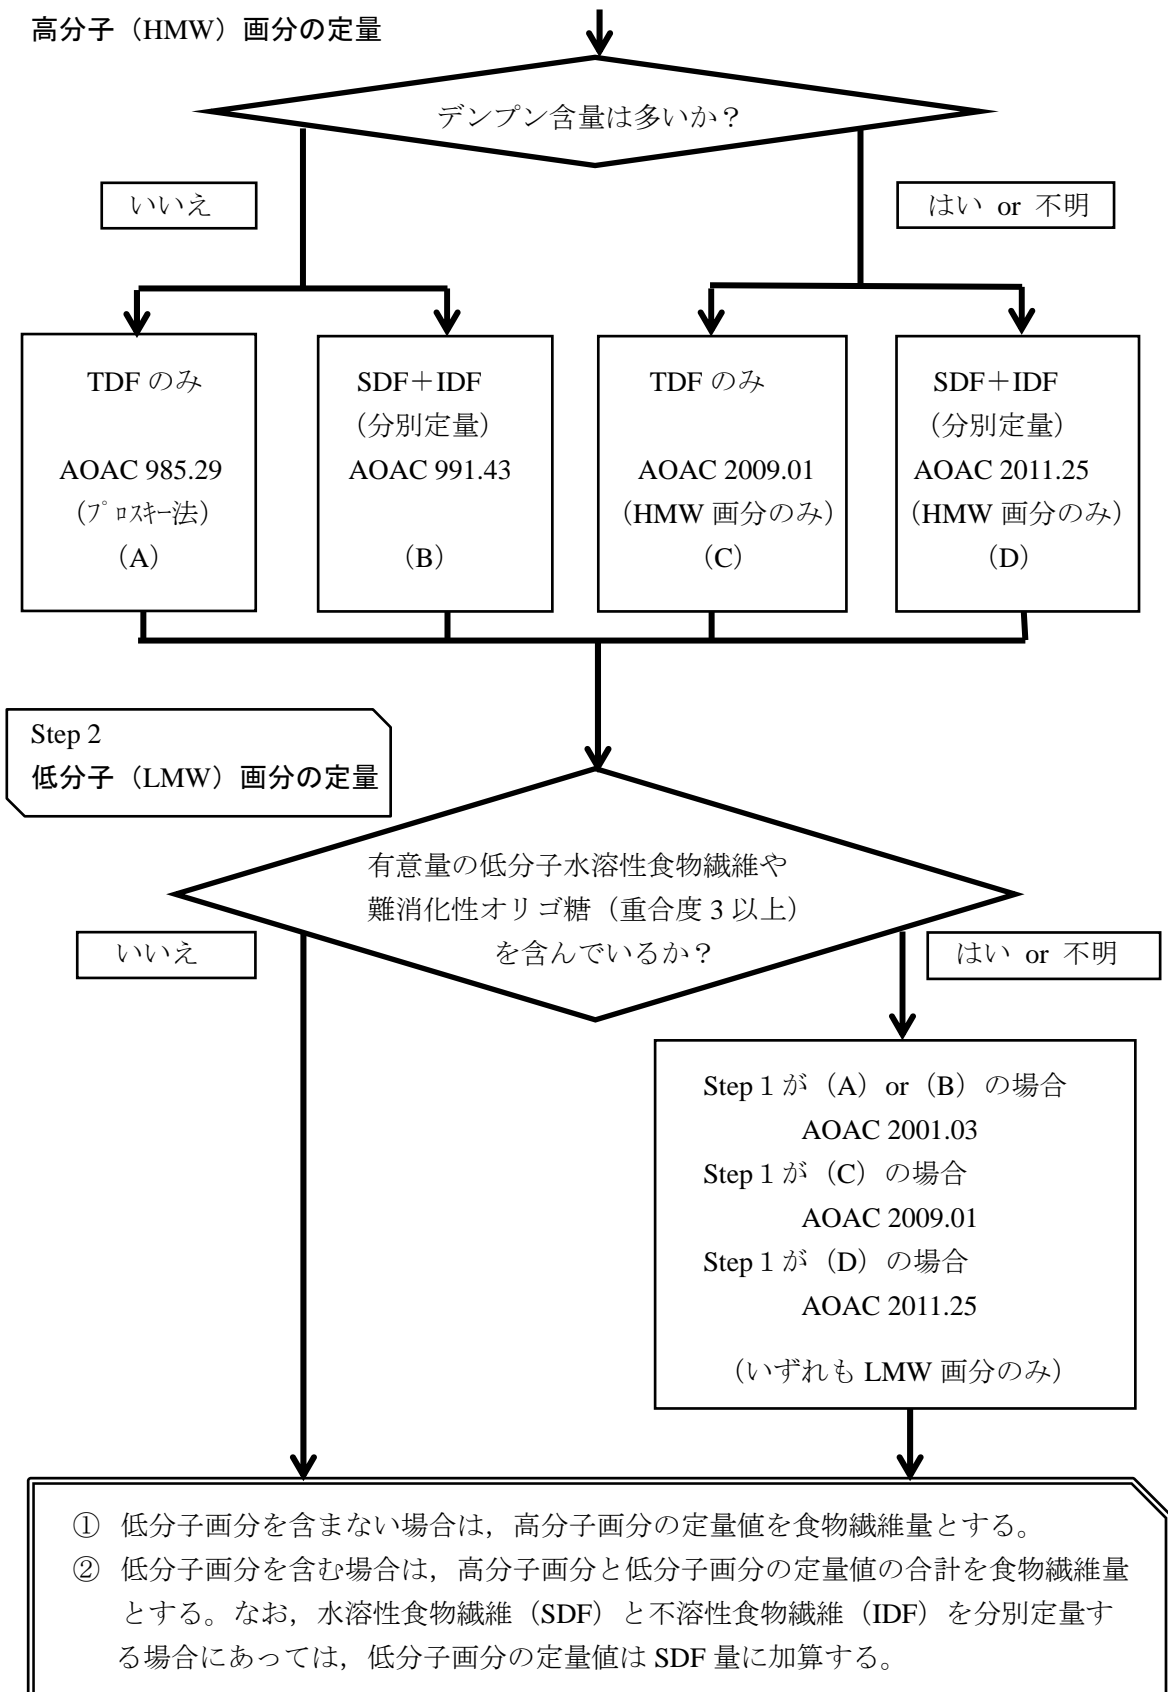 高分子（HMW）画分の定量
デンプン含量は多いか？
いいえ
はい or 不明
TDF のみ
AOAC 985.29
（ﾌﾟﾛｽｷｰ法）
（A）
SDF＋IDF
（分別定量）
AOAC 991.43
（B）
TDF のみ
AOAC 2009.01
（HMW 画分のみ）
（C）
SDF＋IDF
（分別定量）
AOAC 2011.25
（HMW 画分のみ）
（D）
Step 2
低分子（LMW）画分の定量
有意量の低分子水溶性食物繊維や
難消化性オリゴ糖（重合度 3 以上）
を含んでいるか？
いいえ
はい or 不明
Step１が（A）or（B）の場合
AOAC 2001.03
Step１が（C）の場合
AOAC 2009.01
Step１が（D）の場合
AOAC 2011.25
（いずれも LMW 画分のみ）
① 低分子画分を含まない場合は，高分子画分の定量値を食物繊維量とする。
② 低分子画分を含む場合は，高分子画分と低分子画分の定量値の合計を食物繊維量
とする。なお，水溶性食物繊維（SDF）と不溶性食物繊維（IDF）を分別定量す
る場合にあっては，低分子画分の定量値は SDF 量に加算する。